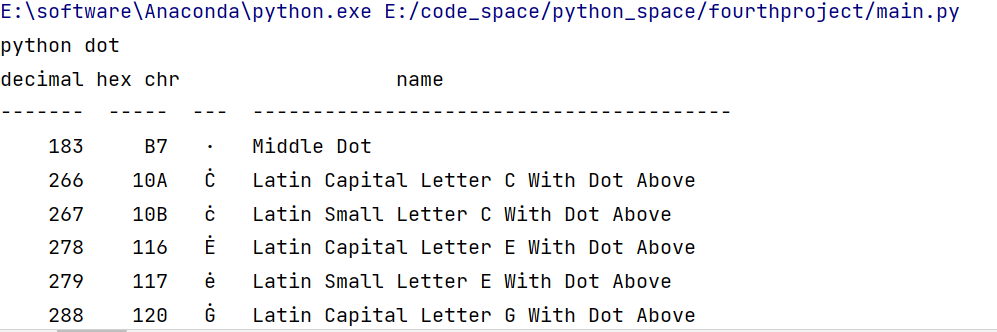 E:\software\Anaconda\python.exe E:/code_space/python_space/fourthproject/main.py
python dot
decimal hex chr                  name
-------  -----  ---  ----------------------------------------
    183     B7   ·   Middle Dot
    266    10A   Ċ   Latin Capital Letter C With Dot Above
    267    10B   ċ   Latin Small Letter C With Dot Above
    278    116   Ė   Latin Capital Letter E With Dot Above
    279    117   ė   Latin Small Letter E With Dot Above
    288    120   Ġ   Latin Capital Letter G With Dot Above